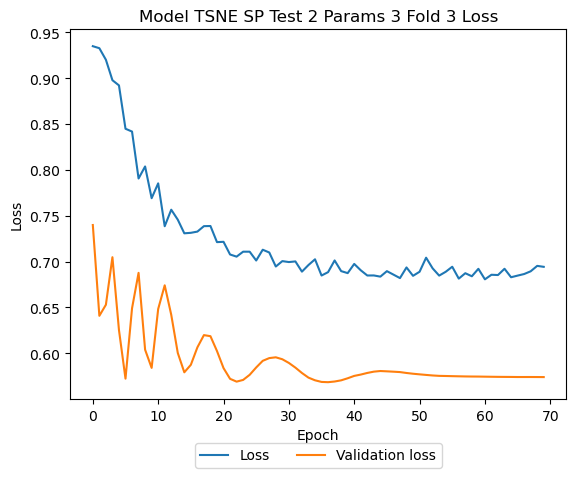 Model TSNE SP Test 2 Params 3 Fold 3 Loss
0.95
0.90
0.85
0.80
0.75
0.70
0.65
0.60
Loss
0 10 20 30 40 50 60 70
Epoch
Loss Validation loss